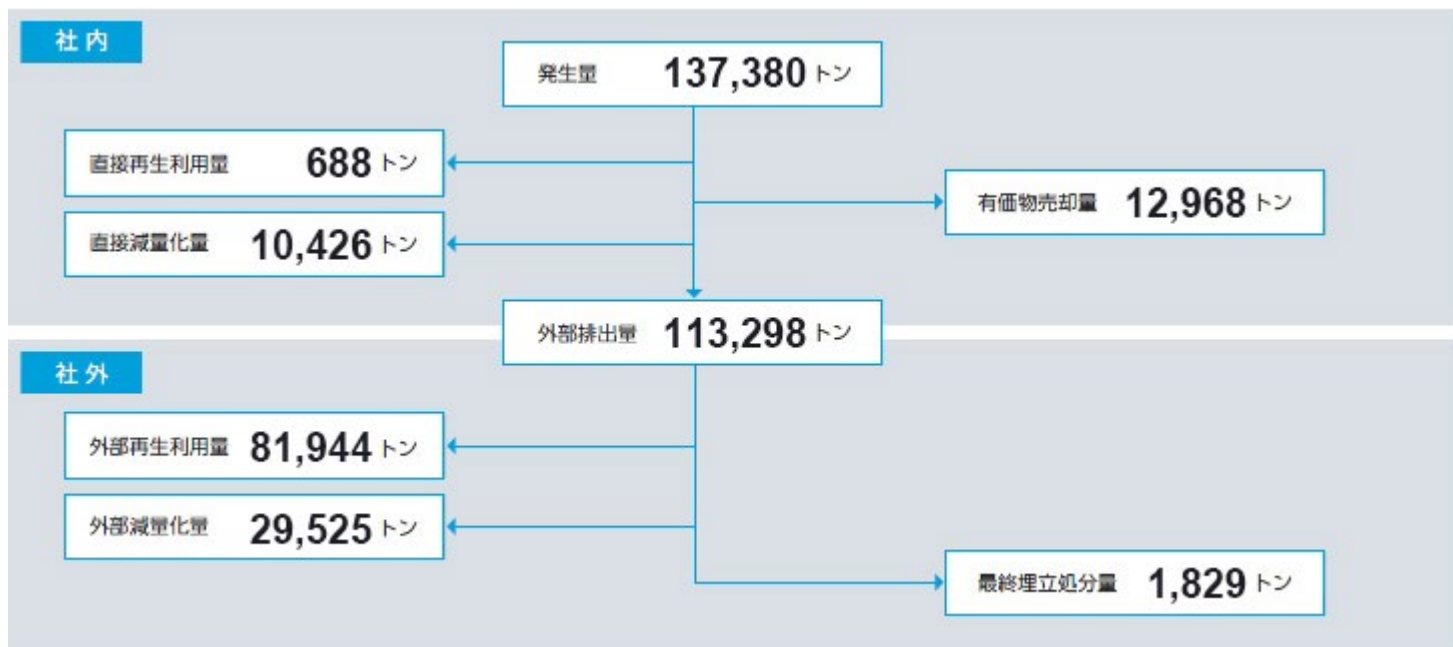 社内
発生量 137,380 トン
直接再生利用量 688 トン
有価物売却量 12,968 トン
直接減量化量 10,426 トン
外部排出量 113,298 トン
社外
外部再生利用量 81,944 トン
外部減量化量 29,525 トン
最終埋立処分量 1,829 トン